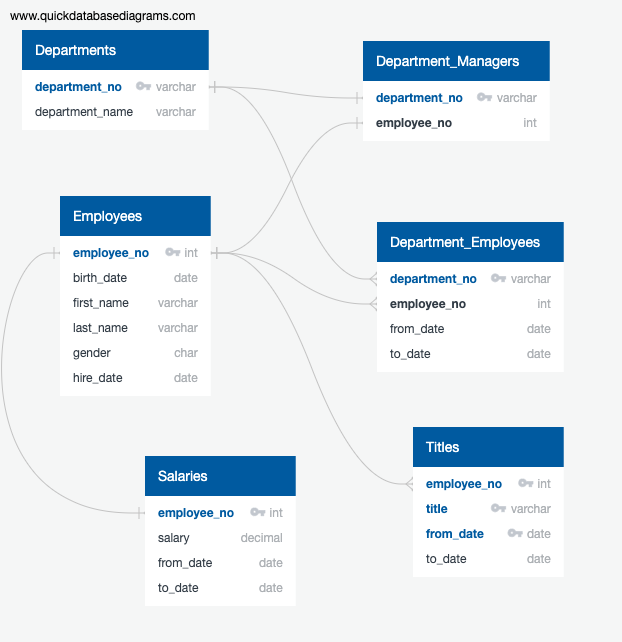 www.quickdatabasediagrams.com
Departments
department_no varchar
department_name varchar
Department_Managers
department_no varchar
employee_no int
Employees
employee_no int
birth_date date
first_name varchar
last_name varchar
gender char
hire_date date
Department_Employees
department_no varchar
employee_no int
from_date date
to_date date
Salaries
employee_no int
salary decimal
from_date date
to_date date
Titles
employee_no int
title varchar
from_date date
to_date date